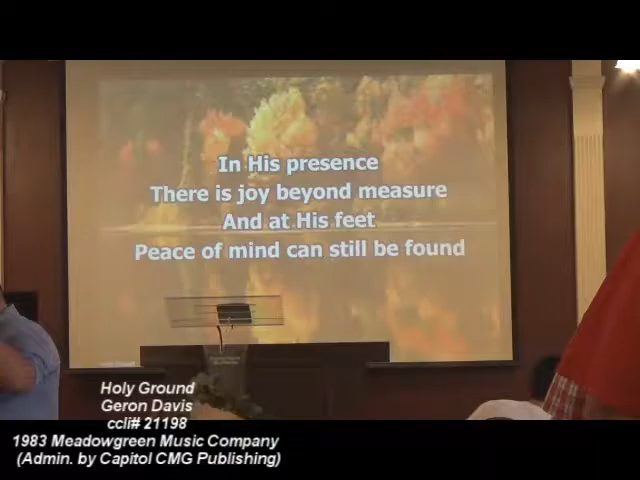 In His presence
There is joy beyond measure
And at His feet
Peace of mind can still be found
Holy Ground
Geron Davis
ccli# 21198
1983 Meadowgreen Music Company
(Admin. by Capitol CMG Publishing)